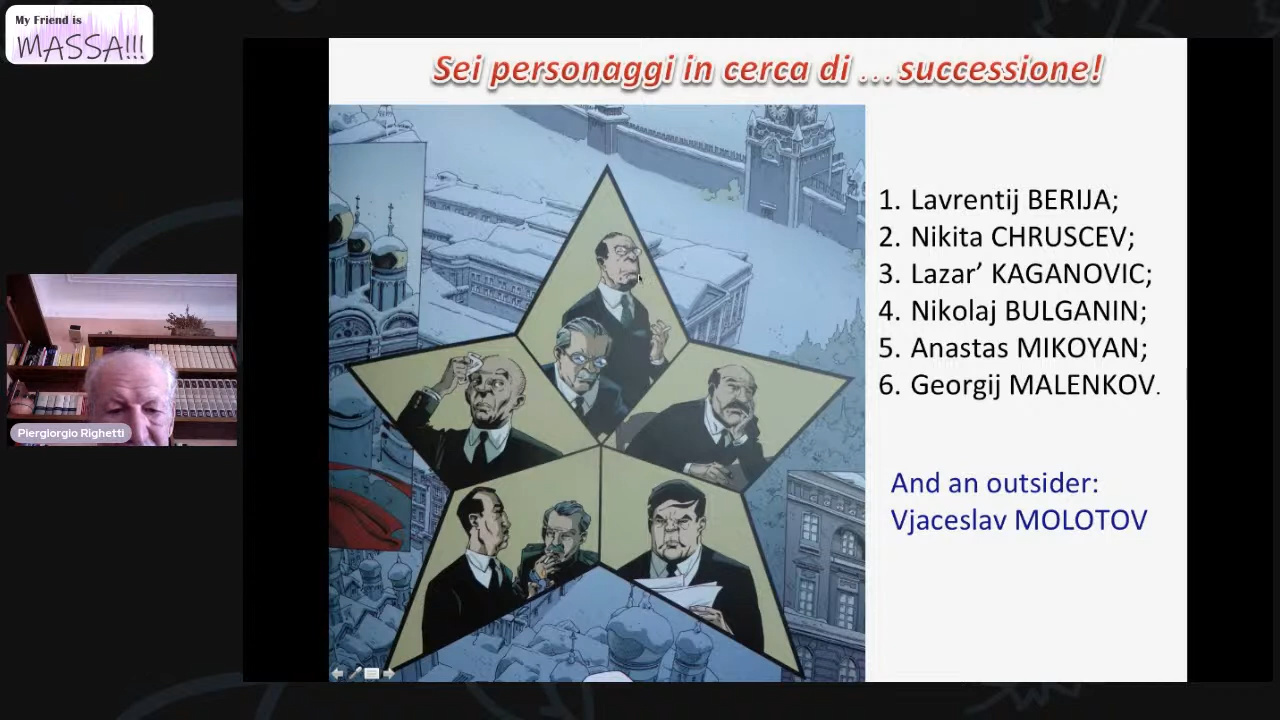 My Friend is
MASSA!!!
Sei personaggi in cerca di ... successione!
1. Lavrentij BERIJA;
2. Nikita CHRUSCEV;
3. Lazar’ KAGANOVIC;
4. Nikolaj BULGANIN;
5. Anastas MIKOYAN;
6. Georgij MALENKOV.
And an outsider:
Vjaceslav MOLOTOV
Piergiorgio Righetti